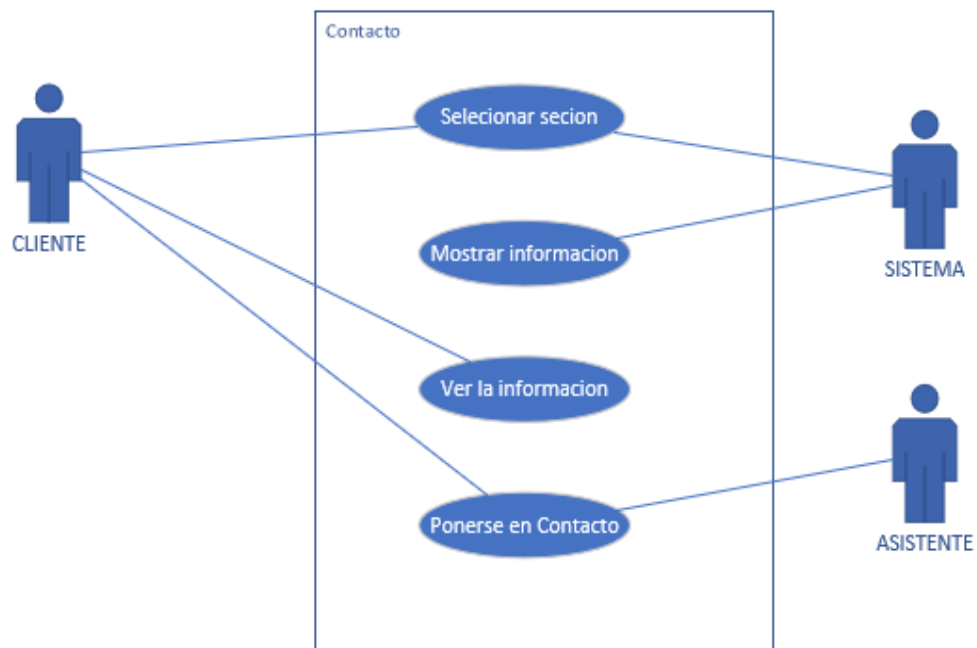 Contacto
Selecionar secion
CLIENTE
Mostrar informacion
SISTEMA
Ver la informacion
Ponerse en Contacto
ASISTENTE